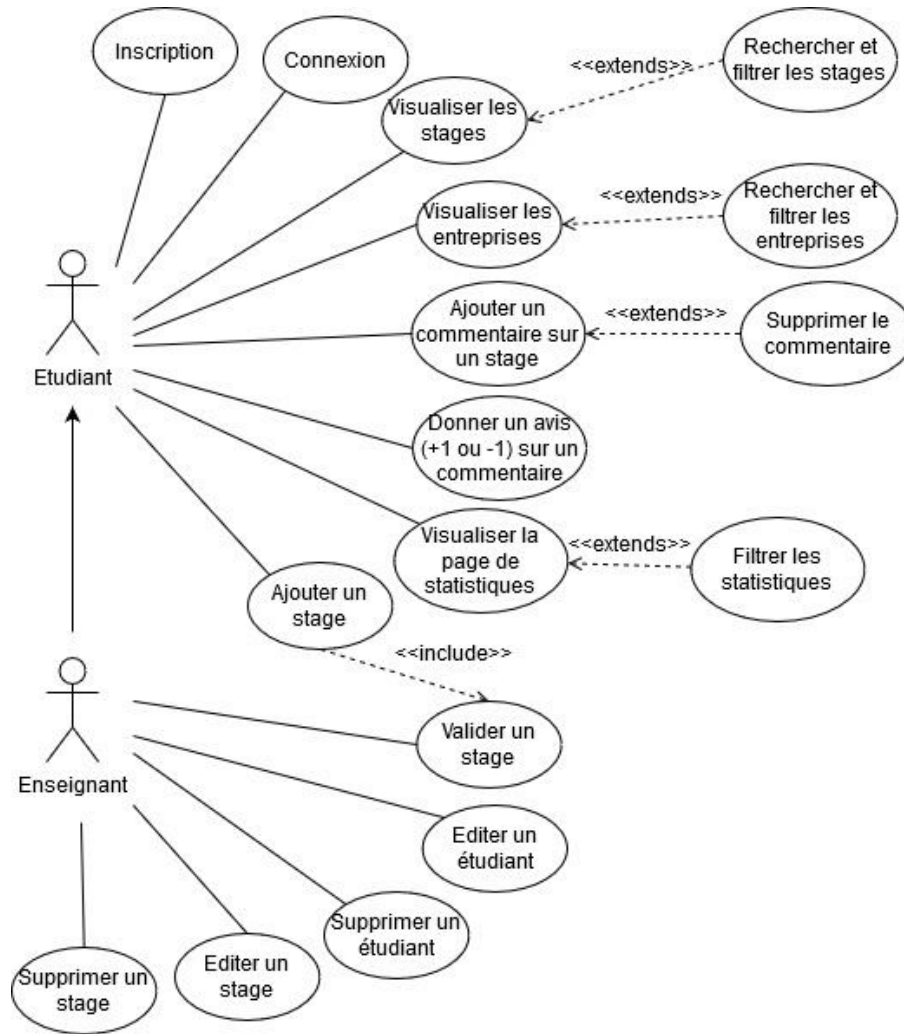 Inscription
Connexion
Visualiser les
stages
<<extends>>
Rechercher et
filtrer les stages
Visualiser les
entreprises
<<extends>>
Rechercher et
filtrer les
entreprises
Ajouter un
commentaire sur
un stage
<<extends>>
Supprimer le
commentaire
Etudiant
Donner un avis
(+1 ou -1) sur un
commentaire
Visualiser la
page de
statistiques
<<extends>>
Filtrer les
statistiques
Ajouter un
stage
<<include>>
Valider un
stage
Enseignant
Editer un
étudiant
Supprimer un
étudiant
Editer un
stage
Supprimer un
stage